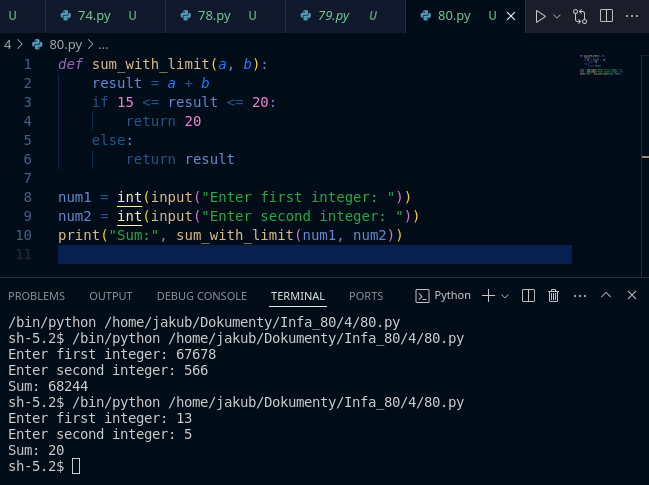 U 74.py U 78.py U 79.py U 80.py U
4 > 80.py > ...
1 def sum_with_limit(a, b):
2 result = a + b
3 if 15 <= result <= 20:
4 return 20
5 else:
6 return result
7
8 num1 = int(input("Enter first integer: "))
9 num2 = int(input("Enter second integer: "))
10 print("Sum:", sum_with_limit(num1, num2))
11
PROBLEMS OUTPUT DEBUG CONSOLE TERMINAL PORTS Python
/bin/python /home/jakub/Dokumenty/Infa_80/4/80.py
sh-5.2$ /bin/python /home/jakub/Dokumenty/Infa_80/4/80.py
Enter first integer: 67678
Enter second integer: 566
Sum: 68244
sh-5.2$ /bin/python /home/jakub/Dokumenty/Infa_80/4/80.py
Enter first integer: 13
Enter second integer: 5
Sum: 20
sh-5.2$